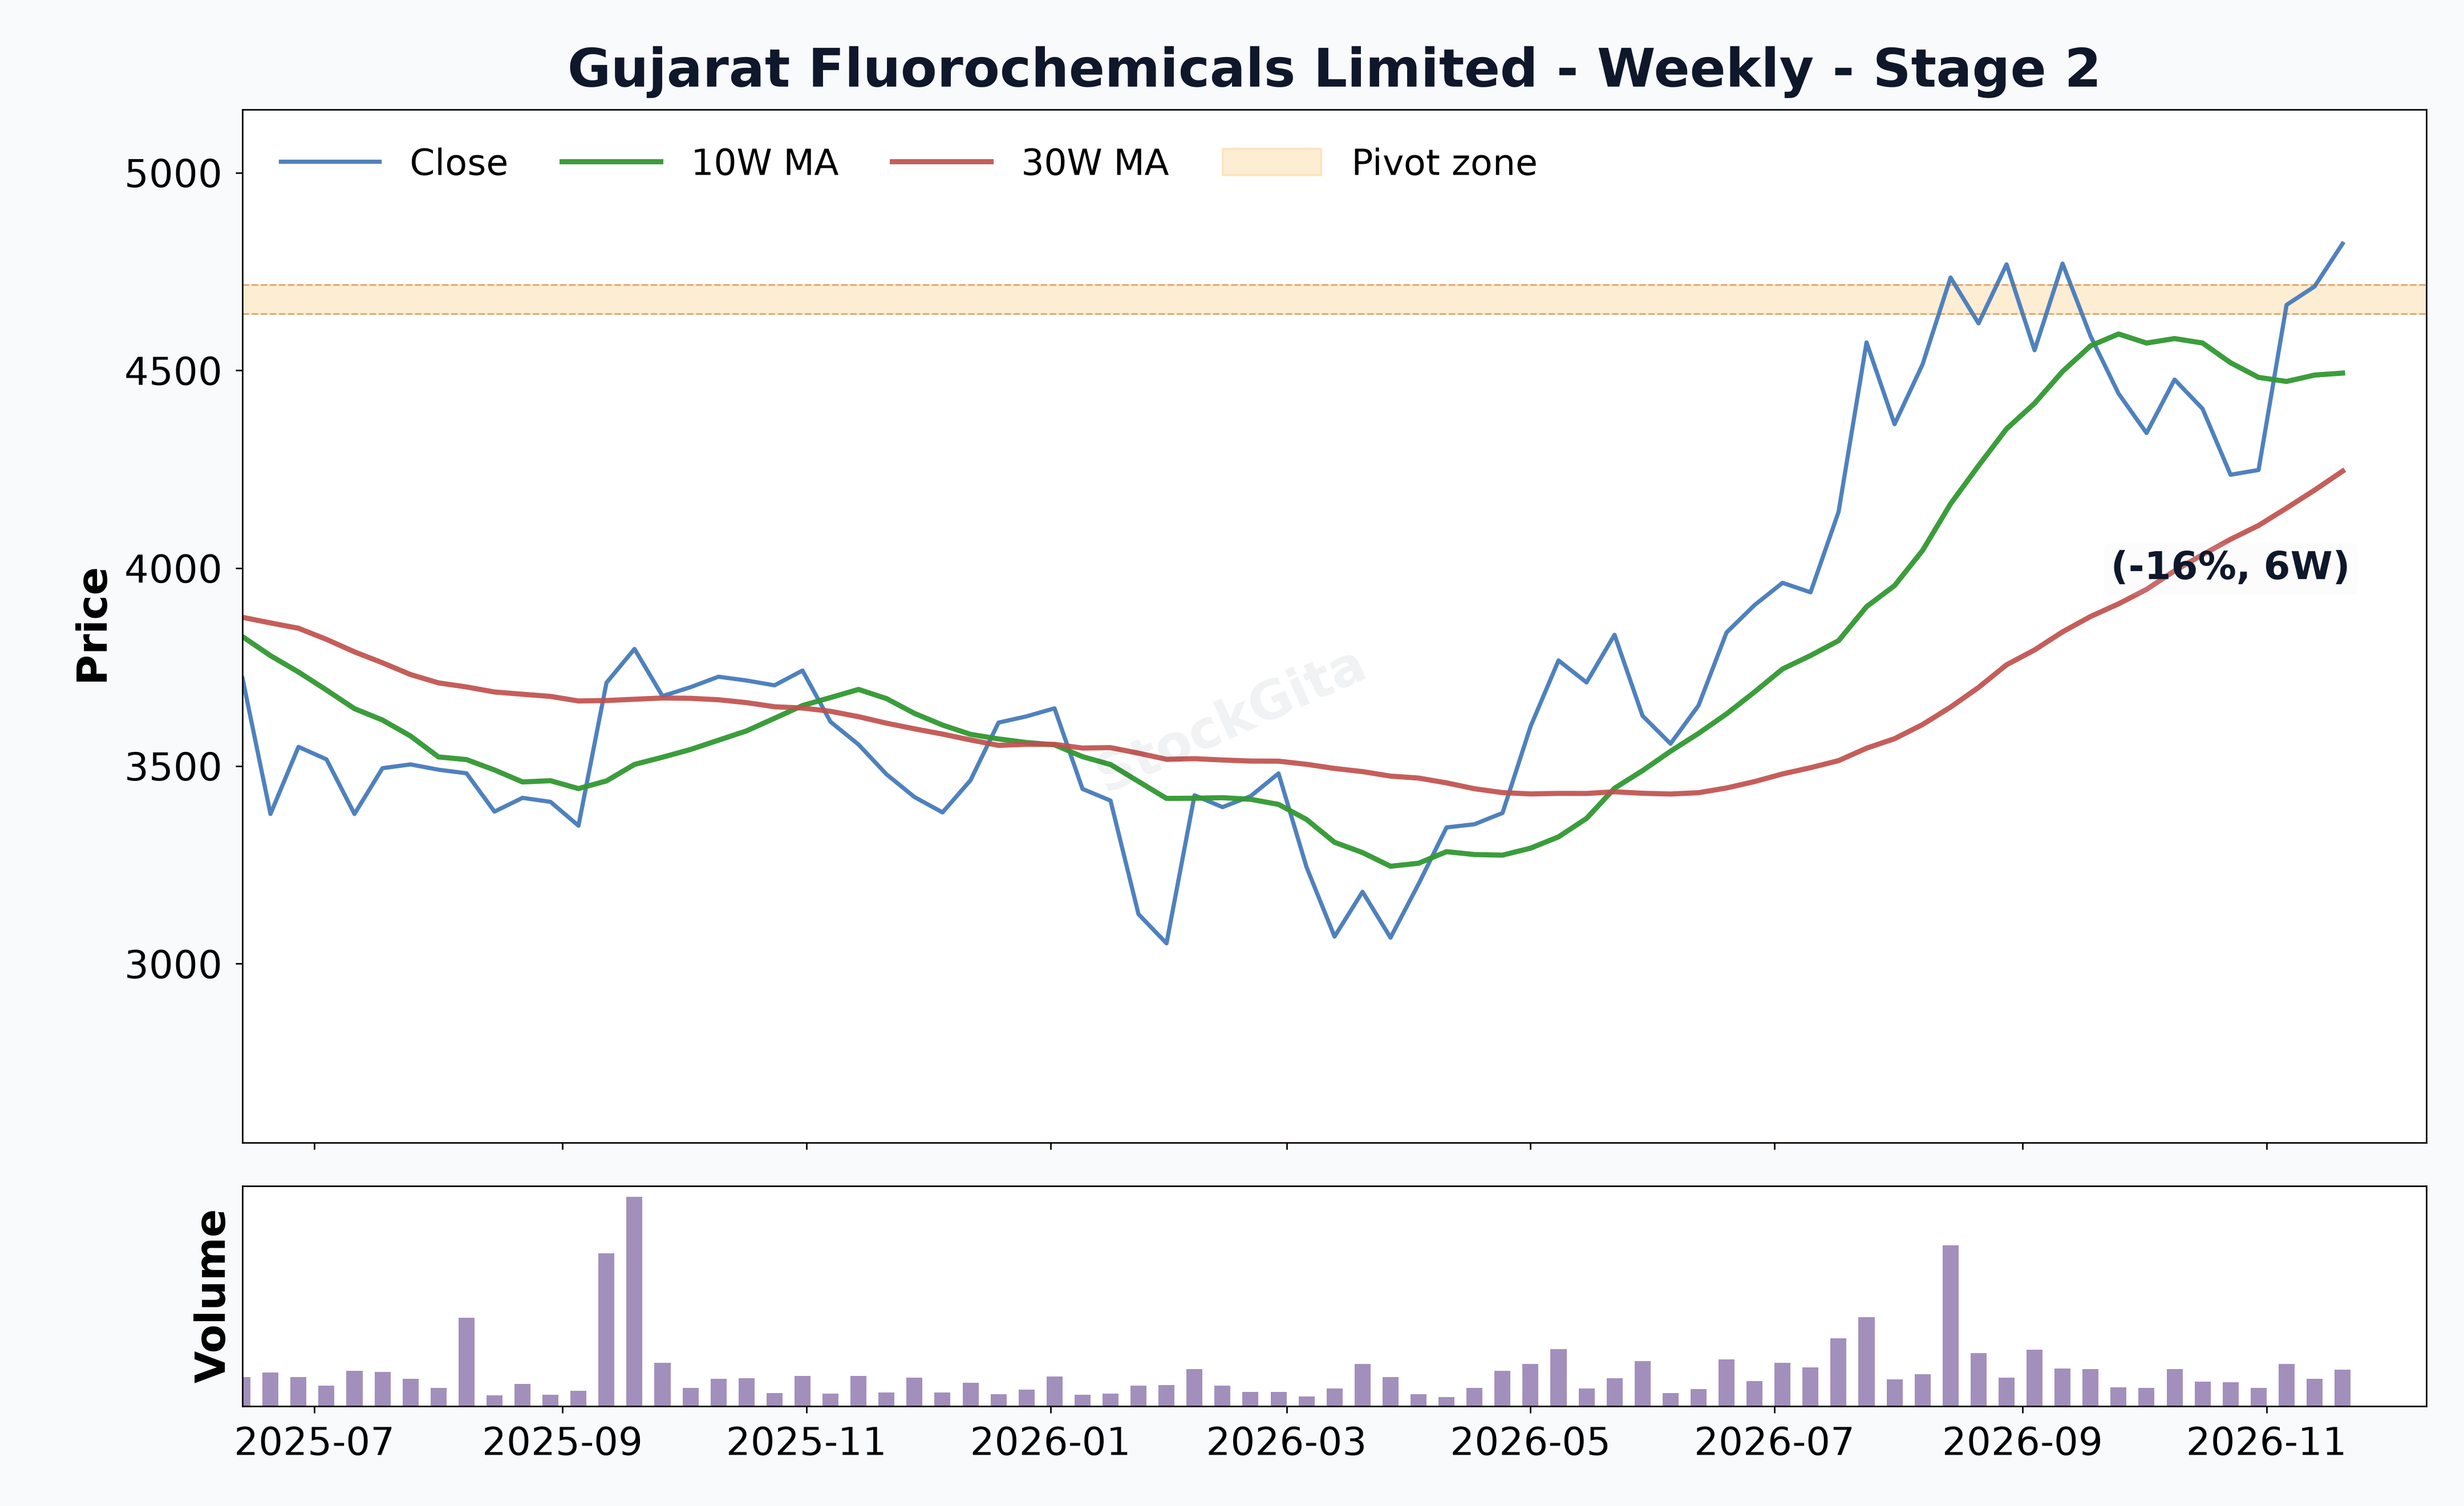 Gujarat Fluorochemicals Limited - Weekly - Stage 2
Close 10W MA 30W MA Pivot zone
5000
4500
4000
3500
3000
Price
(-16%, 6W)
StockGita
Volume
2025-07 2025-09 2025-11 2026-01 2026-03 2026-05 2026-07 2026-09 2026-11